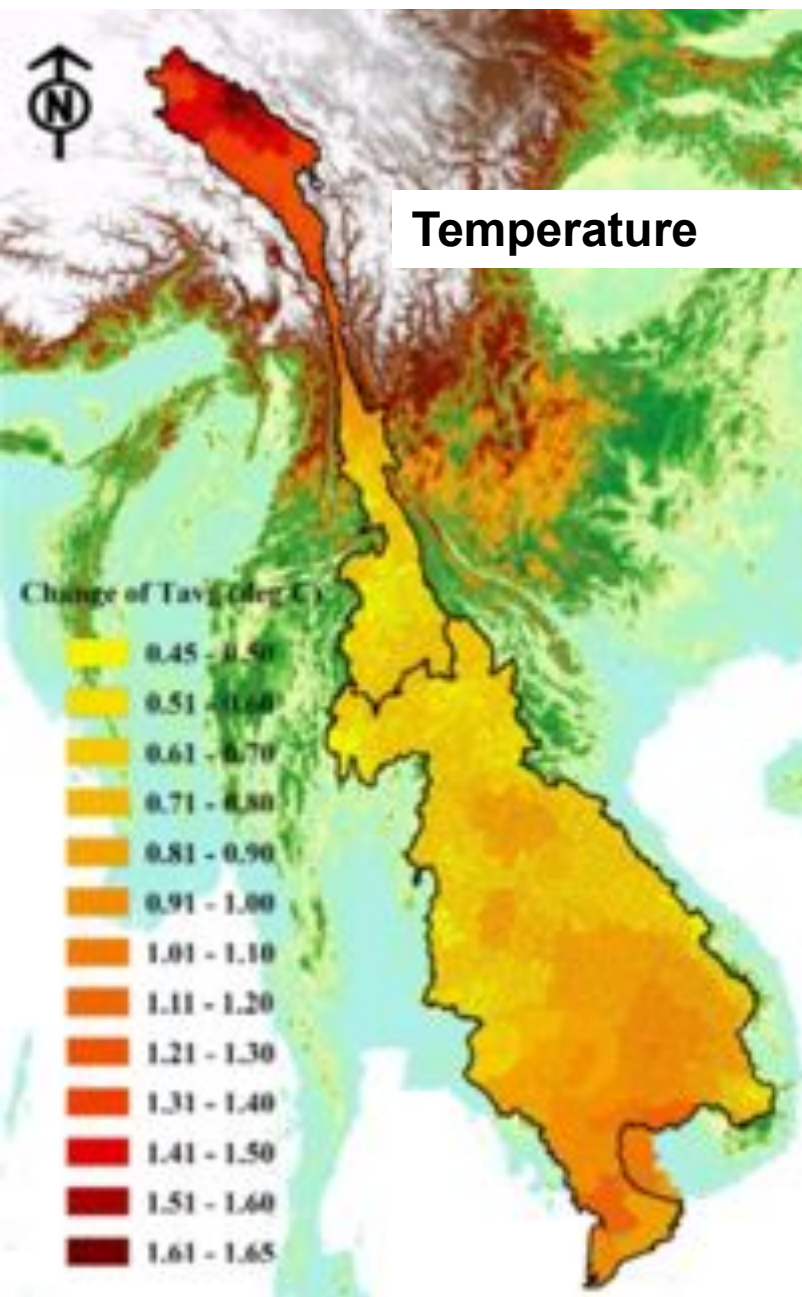 N
Temperature
Change of Tavg (deg C)
0.45 - 0.50
0.51 - 0.60
0.61 - 0.70
0.71 - 0.80
0.81 - 0.90
0.91 - 1.00
1.01 - 1.10
1.11 - 1.20
1.21 - 1.30
1.31 - 1.40
1.41 - 1.50
1.51 - 1.60
1.61 - 1.65